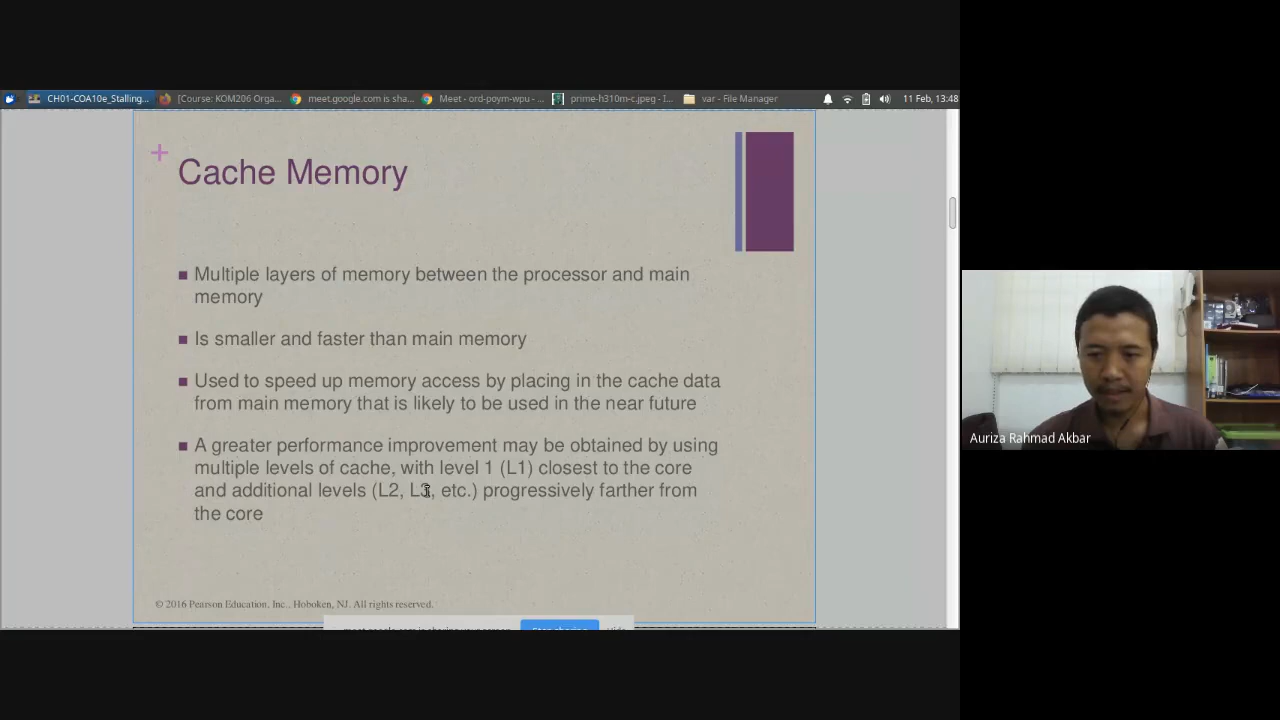 CH01-COA10e_Stalling... [Course: KOM206 Orga... meet.google.com is sha... Meet - ord-poym-wpu - ... prime-h310m-c.jpeg - I... var - File Manager 11 Feb, 13:48
+
Cache Memory
Multiple layers of memory between the processor and main
memory
Is smaller and faster than main memory
Used to speed up memory access by placing in the cache data
from main memory that is likely to be used in the near future
A greater performance improvement may be obtained by using
multiple levels of cache, with level 1 (L1) closest to the core
and additional levels (L2, L3, etc.) progressively farther from
the core
© 2016 Pearson Education, Inc., Hoboken, NJ. All rights reserved.
Auriza Rahmad Akbar